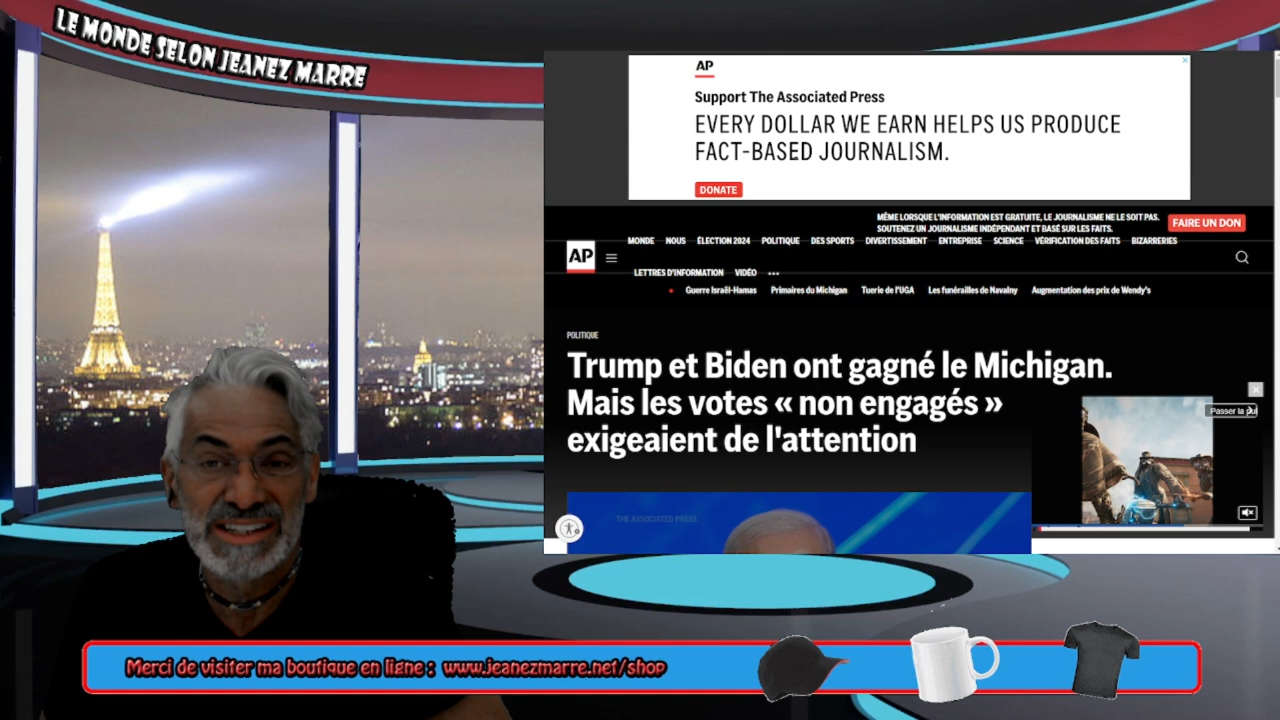 LE MONDE SELON JEANEZ MARRE
AP
Support The Associated Press
EVERY DOLLAR WE EARN HELPS US PRODUCE
FACT-BASED JOURNALISM.
DONATE
MÊME LORSQUE L'INFORMATION EST GRATUITE, LE JOURNALISME NE LE SOIT PAS.
SOUTENEZ UN JOURNALISME INDÉPENDANT ET BASÉ SUR LES FAITS.
FAIRE UN DON
AP
MONDE NOUS ÉLECTION 2024 POLITIQUE DES SPORTS DIVERTISSEMENT ENTREPRISE SCIENCE VÉRIFICATION DES FAITS BIZARRERIES
LETTRES D'INFORMATION VIDÉO ...
Guerre Israël-Hamas Primaires du Michigan Tuerie de l'UGA Les funérailles de Navalny Augmentation des prix de Wendy's
POLITIQUE
Trump et Biden ont gagné le Michigan.
Mais les votes « non engagés »
exigeaient de l'attention
Passer la
THE ASSOCIATED PRESS
Merci de visiter ma boutique en ligne : www.jeanezmarre.net/shop